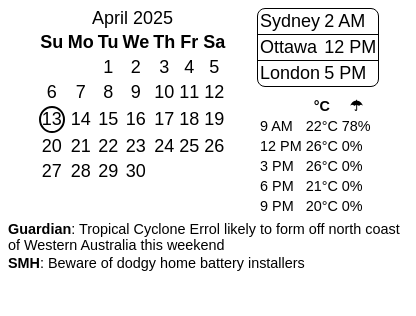 April 2025
Su Mo Tu We Th Fr Sa
1 2 3 4 5
6 7 8 9 10 11 12
13 14 15 16 17 18 19
20 21 22 23 24 25 26
27 28 29 30
Sydney 2 AM
Ottawa 12 PM
London 5 PM
°C ☂
9 AM 22°C 78%
12 PM 26°C 0%
3 PM 26°C 0%
6 PM 21°C 0%
9 PM 20°C 0%
Guardian: Tropical Cyclone Errol likely to form off north coast
of Western Australia this weekend
SMH: Beware of dodgy home battery installers